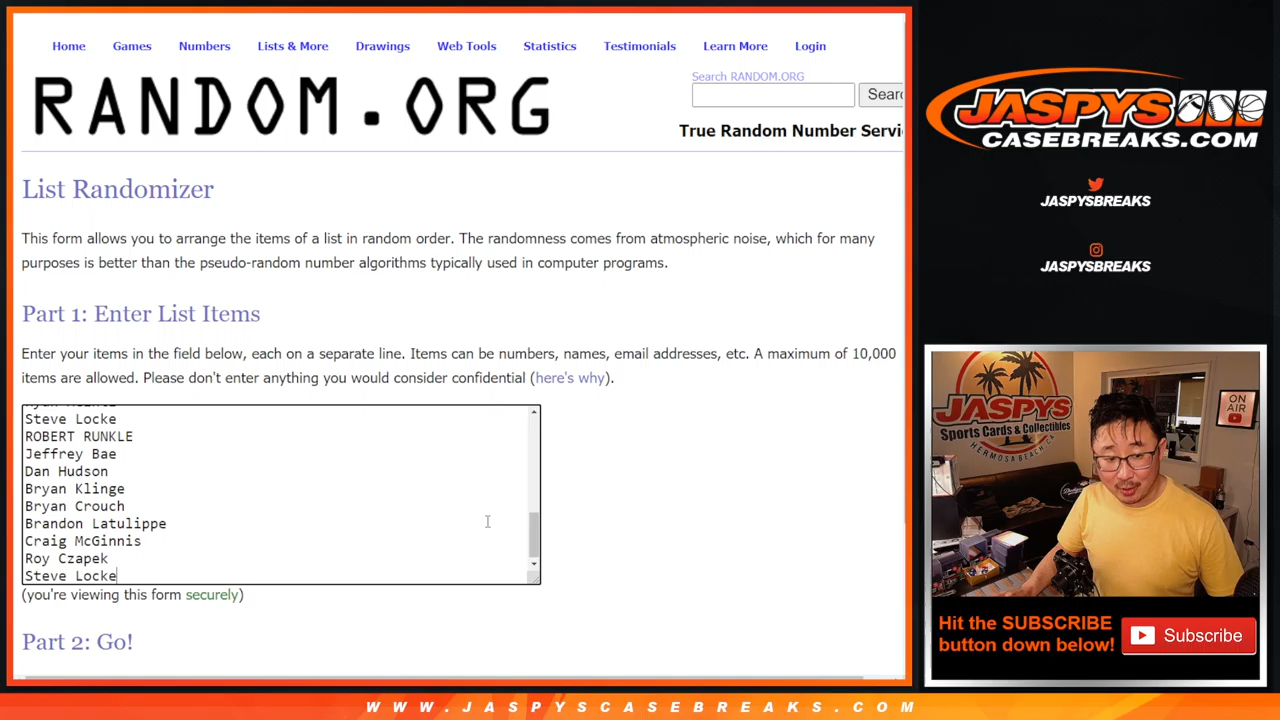 Home Games Numbers Lists & More Drawings Web Tools Statistics Testimonials Learn More Login
RANDOM.ORG
Search RANDOM.ORG
Searc
True Random Number Servi
List Randomizer
This form allows you to arrange the items of a list in random order. The randomness comes from atmospheric noise, which for many
purposes is better than the pseudo-random number algorithms typically used in computer programs.
Part 1: Enter List Items
Enter your items in the field below, each on a separate line. Items can be numbers, names, email addresses, etc. A maximum of 10,000
items are allowed. Please don't enter anything you would consider confidential (here's why).
Steve Locke
ROBERT RUNKLE
Jeffrey Bae
Dan Hudson
Bryan Klinge
Bryan Crouch
Brandon Latulippe
Craig McGinnis
Roy Czapek
Steve Locke
(you're viewing this form securely)
Part 2: Go!
JASPYS
CASEBREAKS.COM
JASPYSBREAKS
JASPYSBREAKS
JASPYS
Sports Cards & Collectibles
HERMOSA BEACH, CA
ON AIR
Hit the SUBSCRIBE
button down below!
Subscribe
WWW.JASPYSCASEBREAKS.COM